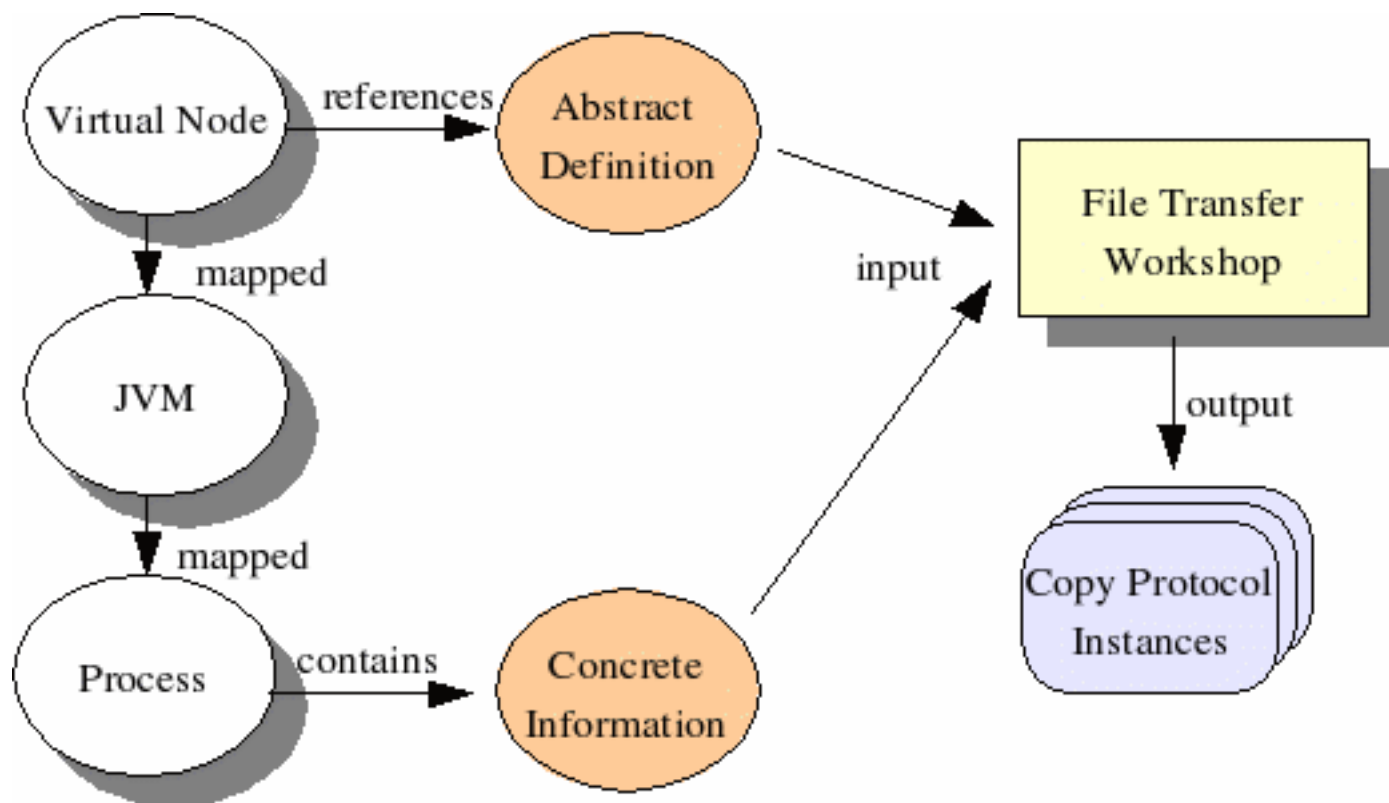 Virtual Node
references
Abstract
Definition
File Transfer
Workshop
mapped
input
JVM
output
mapped
Copy Protocol
Instances
Process
contains
Concrete
Information